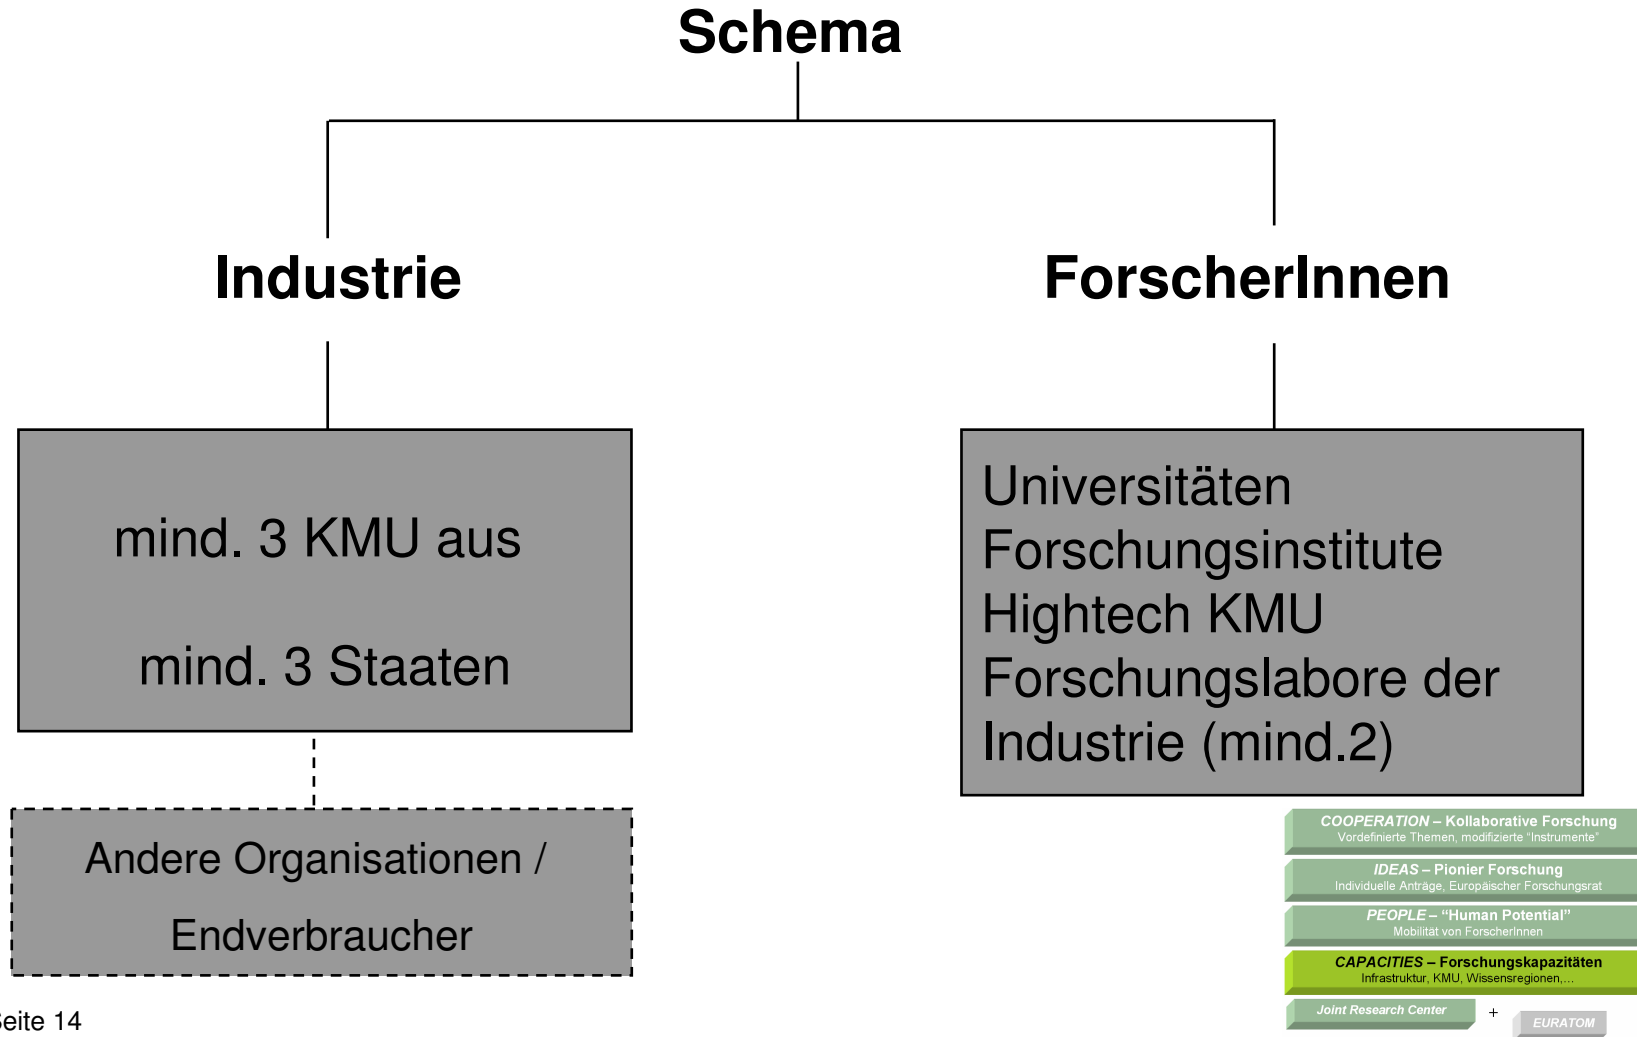 Schema
Industrie
ForscherInnen
mind. 3 KMU aus
mind. 3 Staaten
Universitäten
Forschungsinstitute
Hightech KMU
Forschungslabore der
Industrie (mind.2)
Andere Organisationen /
Endverbraucher
COOPERATION – Kollaborative Forschung
Vordefinierte Themen, modifizierte "Instrumente"
IDEAS – Pionier Forschung
Individuelle Anträge, Europäischer Forschungsrat
PEOPLE – "Human Potential"
Mobilität von ForscherInnen
CAPACITIES – Forschungskapazitäten
Infrastruktur, KMU, Wissensregionen,...
Joint Research Center
+
EURATOM
Seite 14